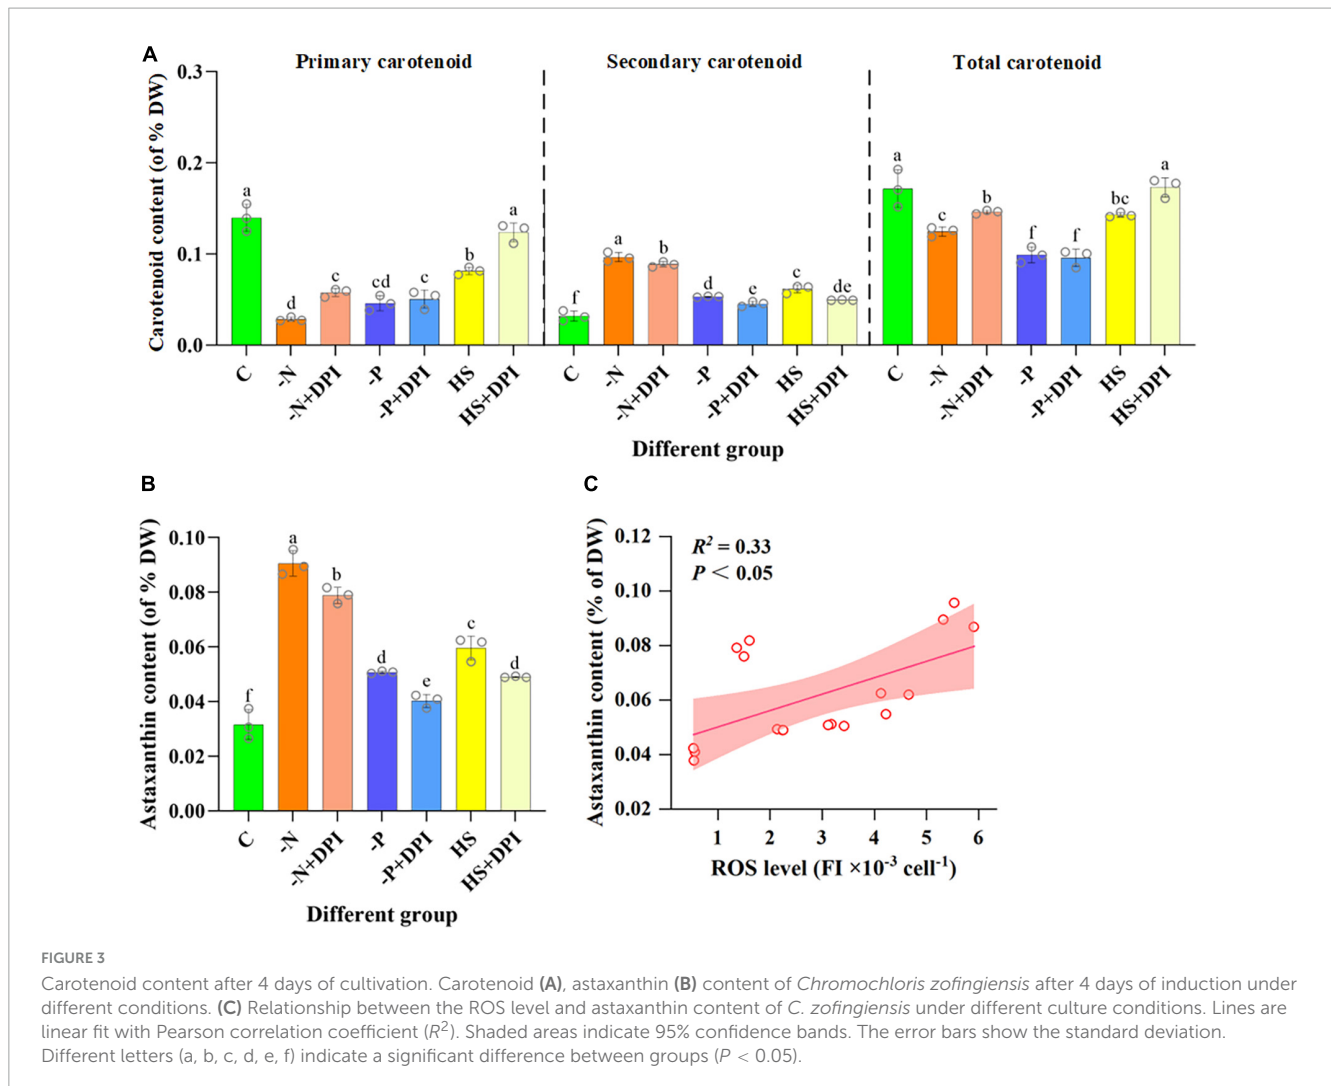 A
Primary carotenoid
Secondary carotenoid
Total carotenoid
Carotenoid content (of % DW)
0.3
0.2
0.1
0.0
a
d
c
cd
c
b
a
f
a
b
d
e
c
de
a
c
b
f
f
bc
a
C
-N
-N+DPI
-P
-P+DPI
HS
HS+DPI
C
-N
-N+DPI
-P
-P+DPI
HS
HS+DPI
C
-N
-N+DPI
-P
-P+DPI
HS
HS+DPI
Different group
B
Astaxanthin content (of % DW)
0.10
0.08
0.06
0.04
0.02
0.00
f
a
b
d
e
c
d
C
-N
-N+DPI
-P
-P+DPI
HS
HS+DPI
Different group
C
Astaxanthin content (% of DW)
0.12
0.10
0.08
0.06
0.04
0.02
R² = 0.33
P < 0.05
1 2 3 4 5 6
ROS level (FI ×10⁻³ cell⁻¹)
FIGURE 3
Carotenoid content after 4 days of cultivation. Carotenoid (A), astaxanthin (B) content of Chromochloris zofingiensis after 4 days of induction under
different conditions. (C) Relationship between the ROS level and astaxanthin content of C. zofingiensis under different culture conditions. Lines are
linear fit with Pearson correlation coefficient (R²). Shaded areas indicate 95% confidence bands. The error bars show the standard deviation.
Different letters (a, b, c, d, e, f) indicate a significant difference between groups (P < 0.05).